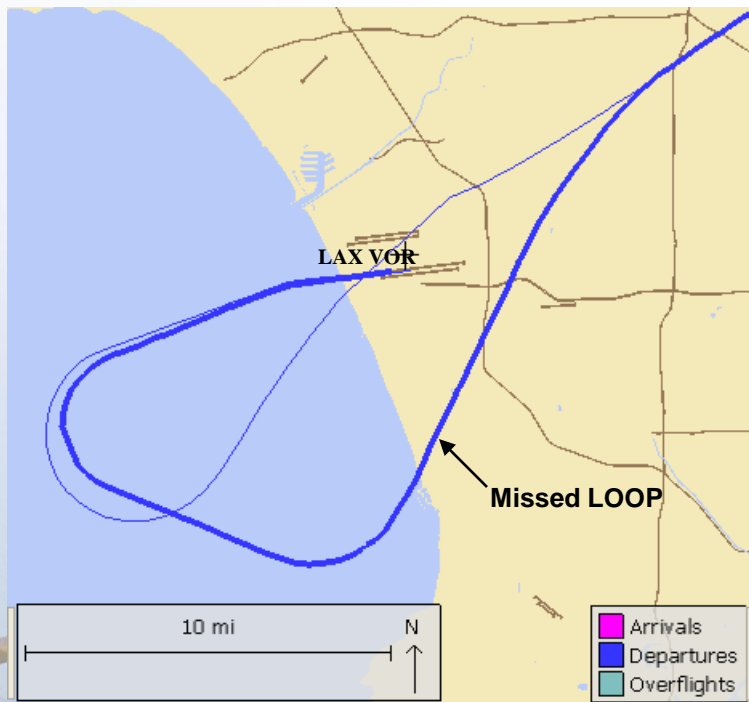 LAX VOR
Missed LOOP
10 mi
N
Arrivals
Departures
Overflights